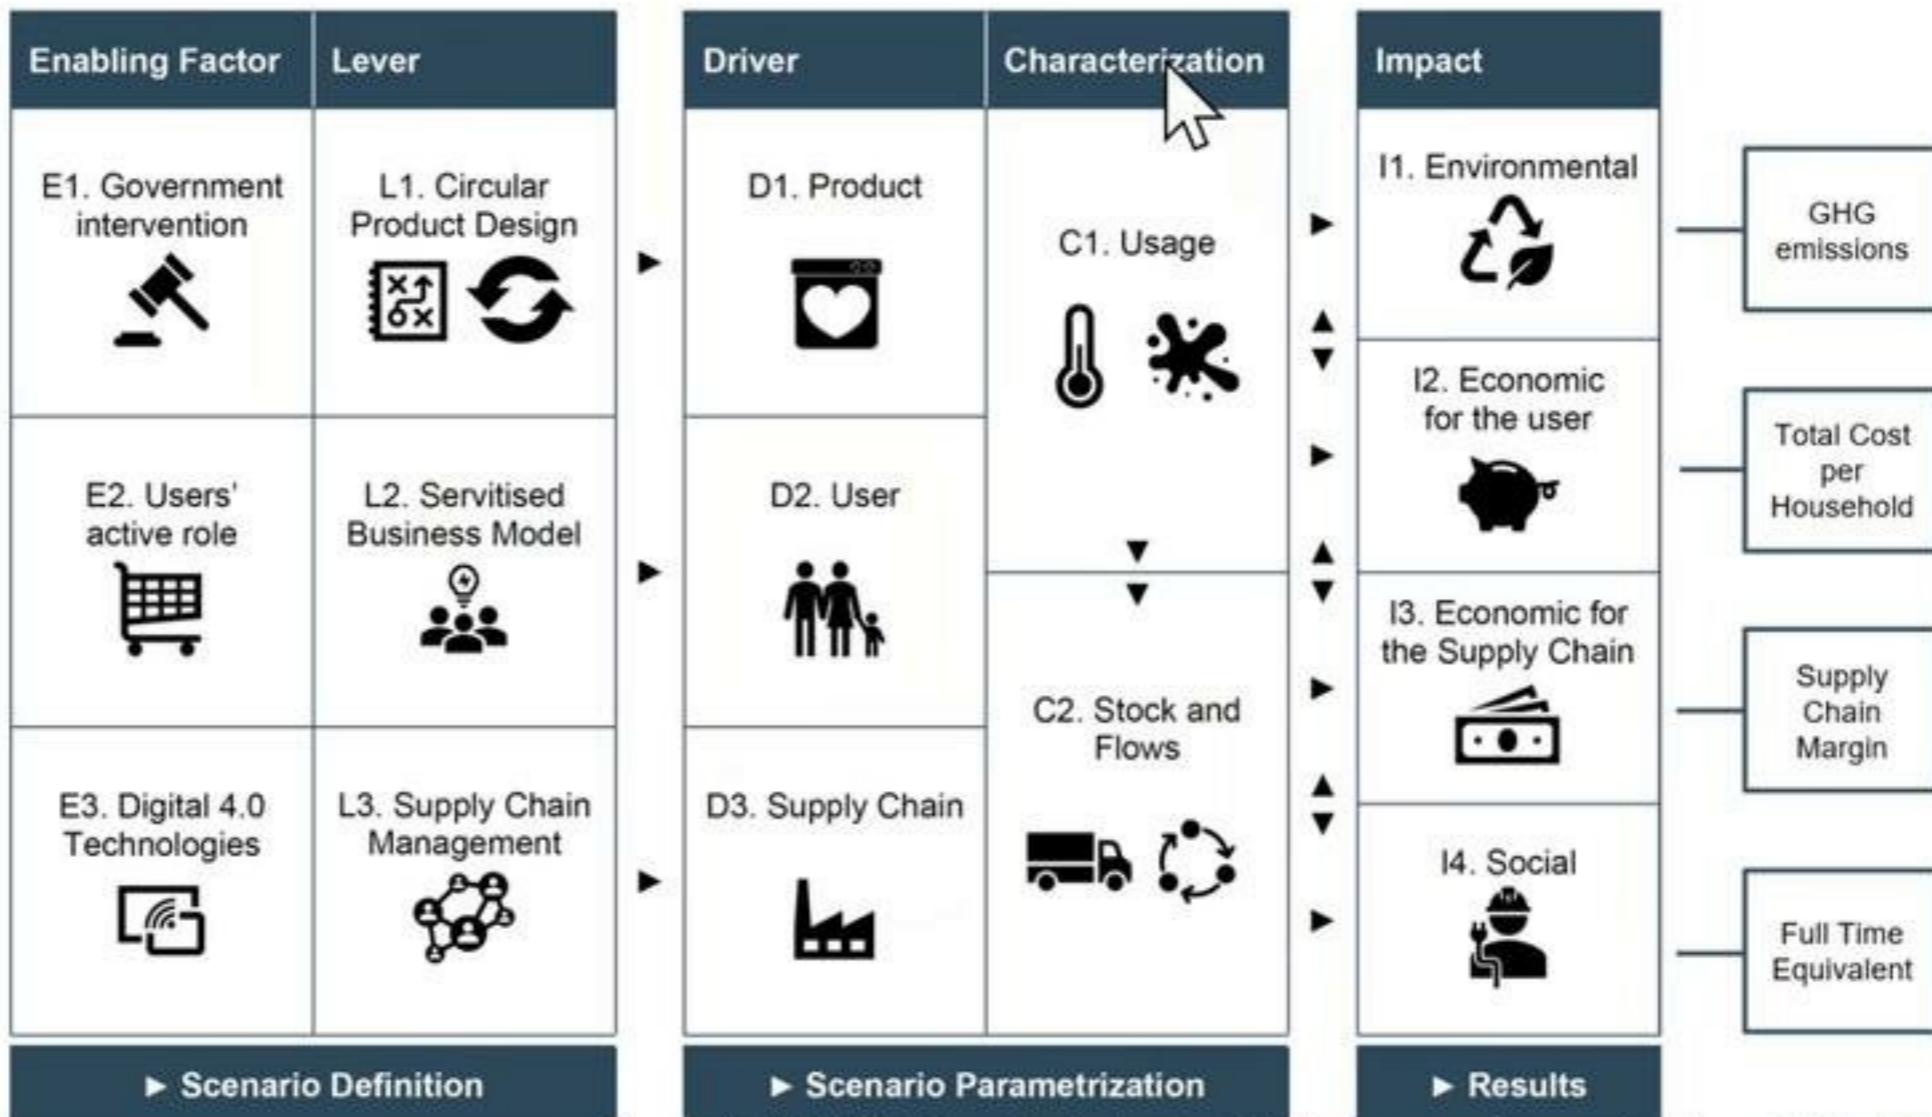 Enabling Factor
Lever
Driver
Characterization
Impact
E1. Government
intervention
L1. Circular
Product Design
D1. Product
C1. Usage
I1. Environmental
GHG
emissions
I2. Economic
for the user
Total Cost
per
Household
E2. Users'
active role
L2. Servitised
Business Model
D2. User
C2. Stock and
Flows
I3. Economic for
the Supply Chain
Supply
Chain
Margin
E3. Digital 4.0
Technologies
L3. Supply Chain
Management
D3. Supply Chain
I4. Social
Full Time
Equivalent
► Scenario Definition
► Scenario Parametrization
► Results